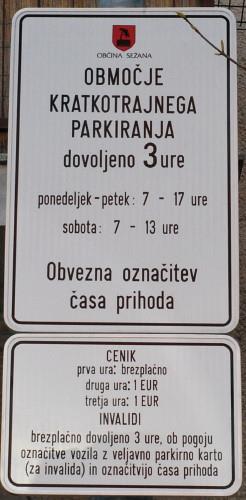 OBČINA SEŽANA
OBMOČJE
KRATKOTRAJNEGA
PARKIRANJA
dovoljeno 3 ure
ponedeljek - petek : 7 - 17 ure
sobota : 7 - 13 ure
Obvezna označitev
časa prihoda
CENIK
prva ura: brezplačno
druga ura: 1 EUR
tretja ura: 1 EUR
INVALIDI
brezplačno dovoljeno 3 ure, ob pogoju
označitve vozila z veljavno parkirno karto
(za invalida) in označitvijo časa prihoda